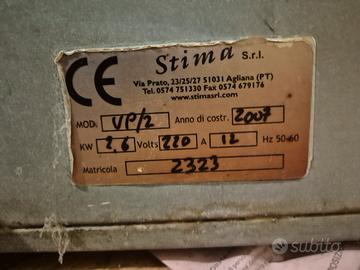 CE
Stima S.r.l.
Via Prato, 23/25/27 51031 Agliana (PT)
Tel. 0574 751330 Fax 0574 679176
www.stimasrl.com
MOD. VP/2 Anno di costr. 2007
KW 2,6 Volts 220 A 12 Hz 50-60
Matricola 2323
subito